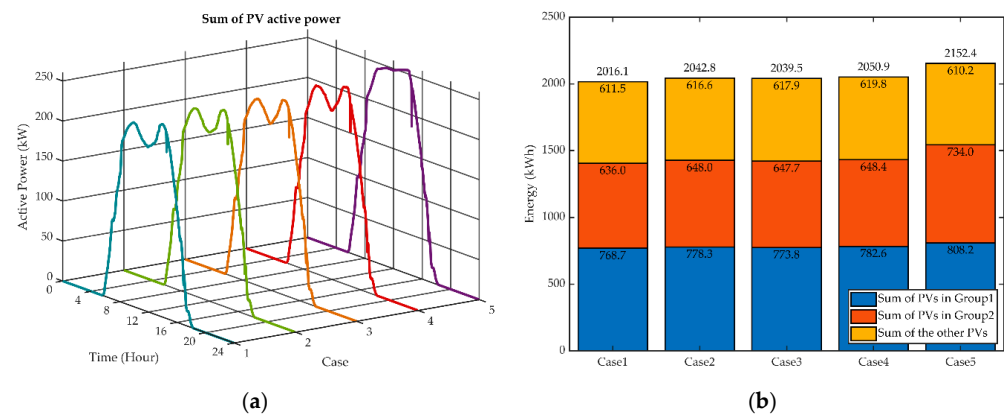 Sum of PV active power
Active Power (kW)
250
200
150
100
50
0
0
4
8
12
16
20
24
Time (Hour)
1
2
3
4
5
Case
(a)
Energy (kWh)
2500
2000
1500
1000
500
0
2016.1
611.5
636.0
768.7
2042.8
616.6
648.0
778.3
2039.5
617.9
647.7
773.8
2050.9
619.8
648.4
782.6
2152.4
610.2
734.0
808.2
Sum of PVs in Group1
Sum of PVs in Group2
Sum of the other PVs
Case1
Case2
Case3
Case4
Case5
(b)